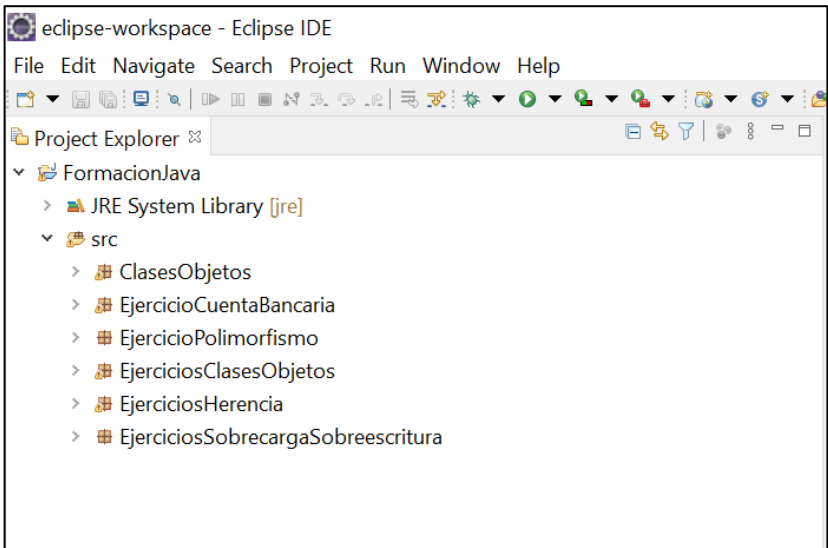 eclipse-workspace - Eclipse IDE
File Edit Navigate Search Project Run Window Help
Project Explorer
FormacionJava
JRE System Library [jre]
src
ClasesObjetos
EjercicioCuentaBancaria
EjercicioPolimorfismo
EjerciciosClasesObjetos
EjerciciosHerencia
EjerciciosSobrecargaSobreescritura